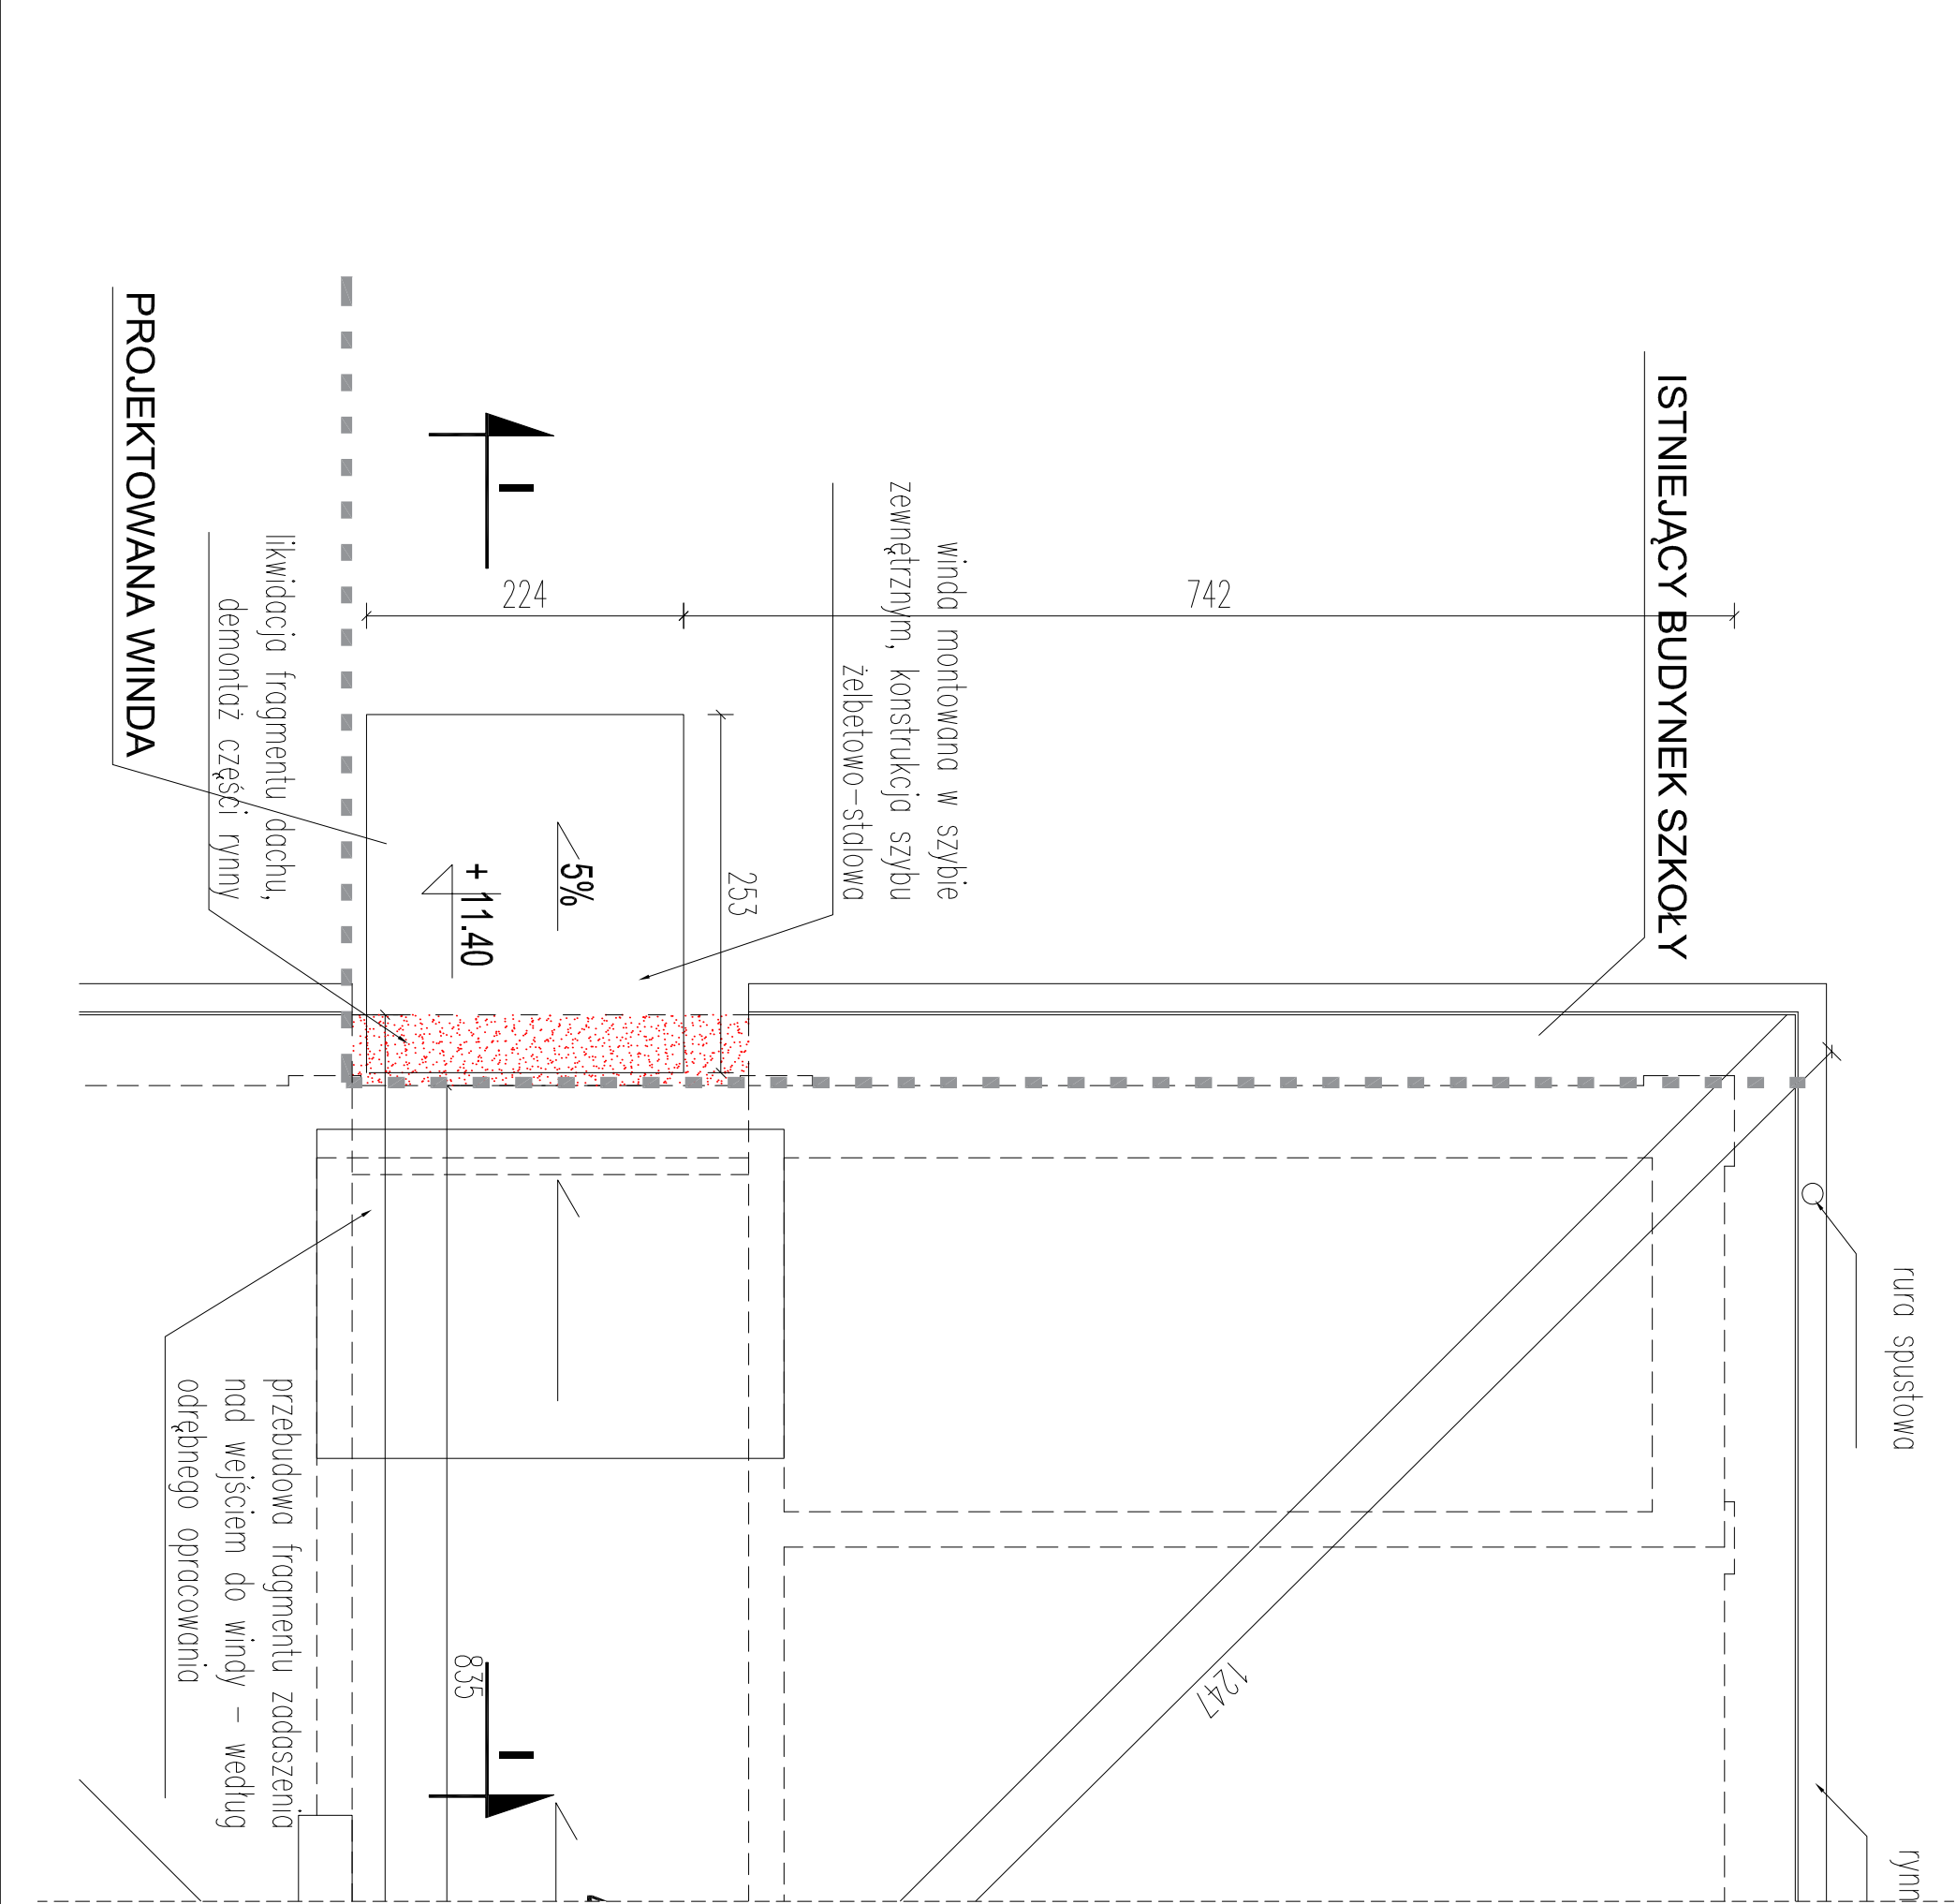 ISTNIEJĄCY BUDYNEK SZKOŁY
rura spustowa
742
winda montowana w szybie
zewnętrznym, konstrukcja szybu
żelbetowo-stalowa
253
224
I
5%
+11.40
likwidacja fragmentu dachu,
demontaż części rynny
PROJEKTOWANA WINDA
1247
835
I
przebudowa fragmentu zadaszenia
nad wejściem do windy - według
odrębnego opracowania